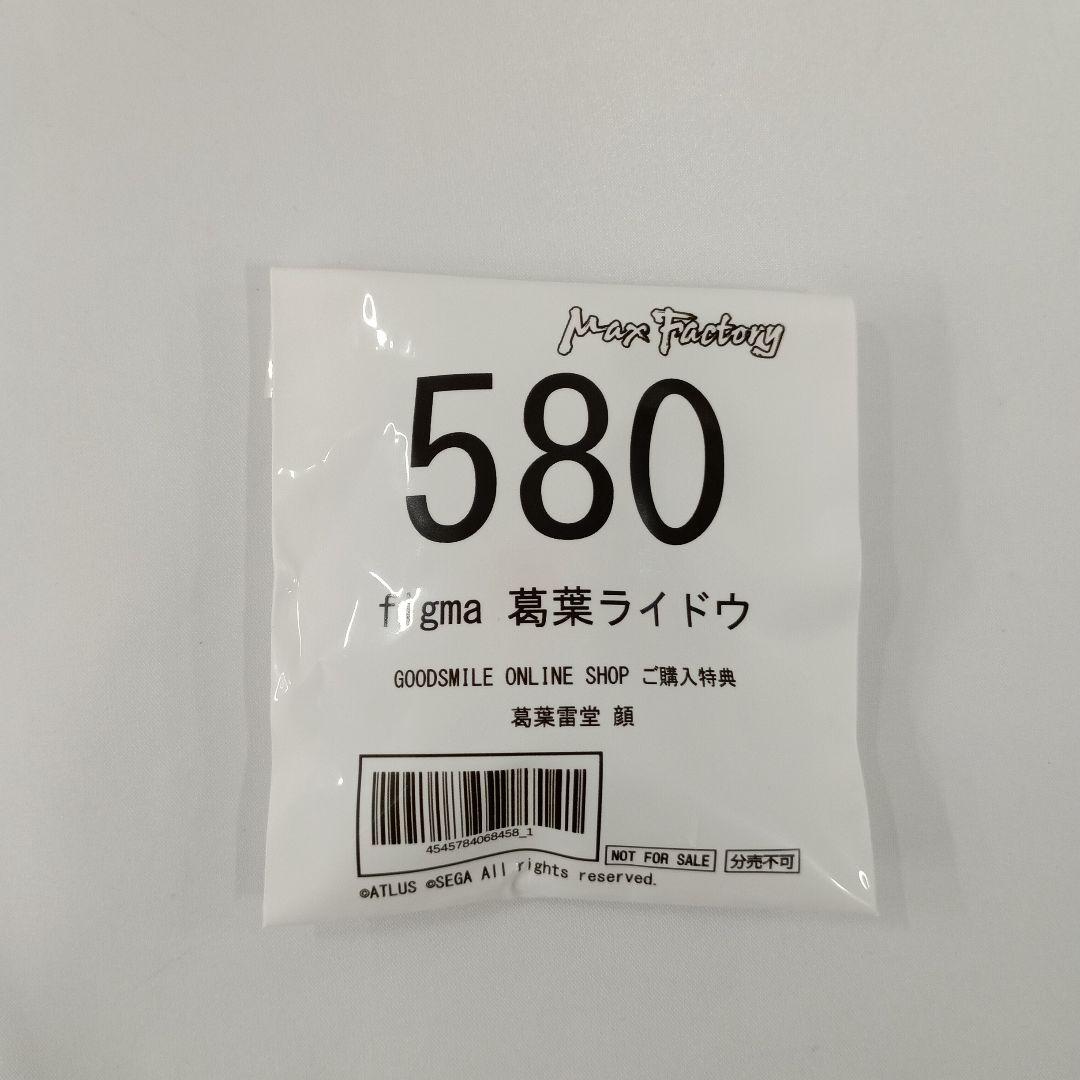 Max Factory
580
figma 葛葉ライドウ
GOODSMILE ONLINE SHOP ご購入特典
葛葉雷堂 顔
4545784068458_1
NOT FOR SALE 分売不可
©ATLUS ©SEGA All rights reserved.